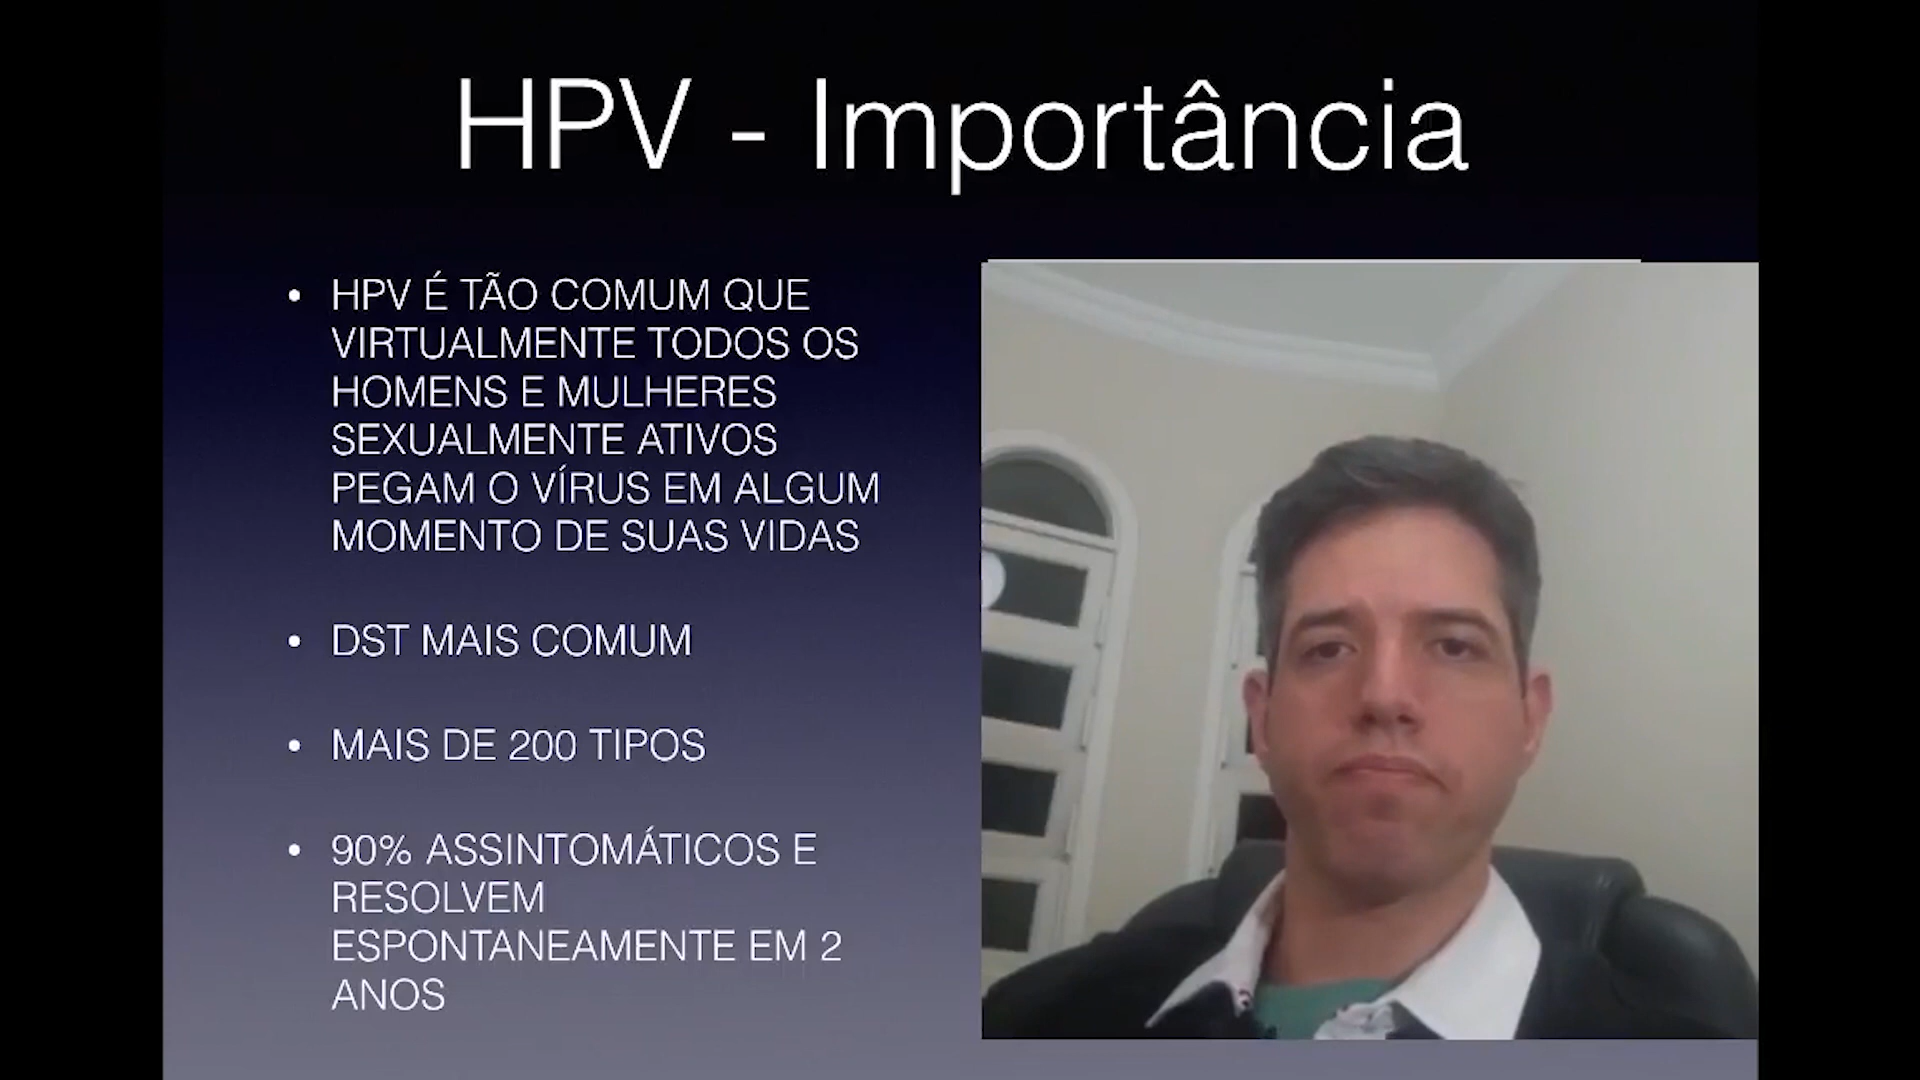 HPV - Importância
• HPV É TÃO COMUM QUE
VIRTUALMENTE TODOS OS
HOMENS E MULHERES
SEXUALMENTE ATIVOS
PEGAM O VÍRUS EM ALGUM
MOMENTO DE SUAS VIDAS
• DST MAIS COMUM
• MAIS DE 200 TIPOS
• 90% ASSINTOMÁTICOS E
RESOLVEM
ESPONTANEAMENTE EM 2
ANOS